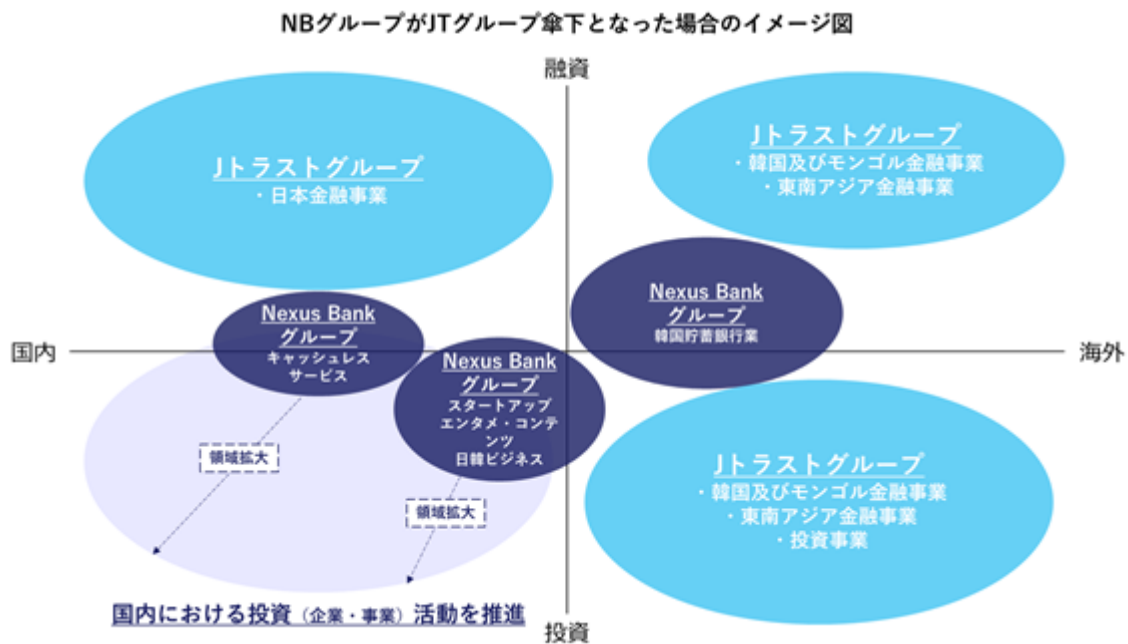 NBグループがJTグループ傘下となった場合のイメージ図
融資
Jトラストグループ
・日本金融事業
Jトラストグループ
・韓国及びモンゴル金融事業
・東南アジア金融事業
Nexus Bank
グループ
キャッシュレス
サービス
Nexus Bank
グループ
韓国貯蓄銀行業
国内
海外
Nexus Bank
グループ
スタートアップ
エンタメ・コンテ
ンツ
日韓ビジネス
領域拡大
領域拡大
Jトラストグループ
・韓国及びモンゴル金融事業
・東南アジア金融事業
・投資事業
国内における投資（企業・事業）活動を推進
投資